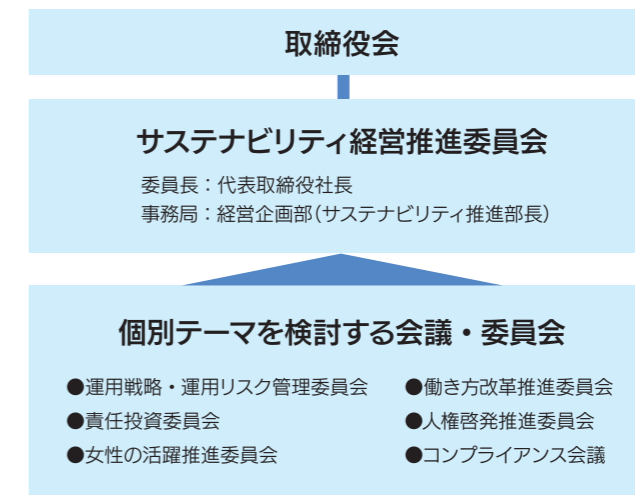 取締役会
サステナビリティ経営推進委員会
委員長：代表取締役社長
事務局：経営企画部（サステナビリティ推進部長）
個別テーマを検討する会議・委員会
●運用戦略・運用リスク管理委員会
●責任投資委員会
●女性の活躍推進委員会
●働き方改革推進委員会
●人権啓発推進委員会
●コンプライアンス会議